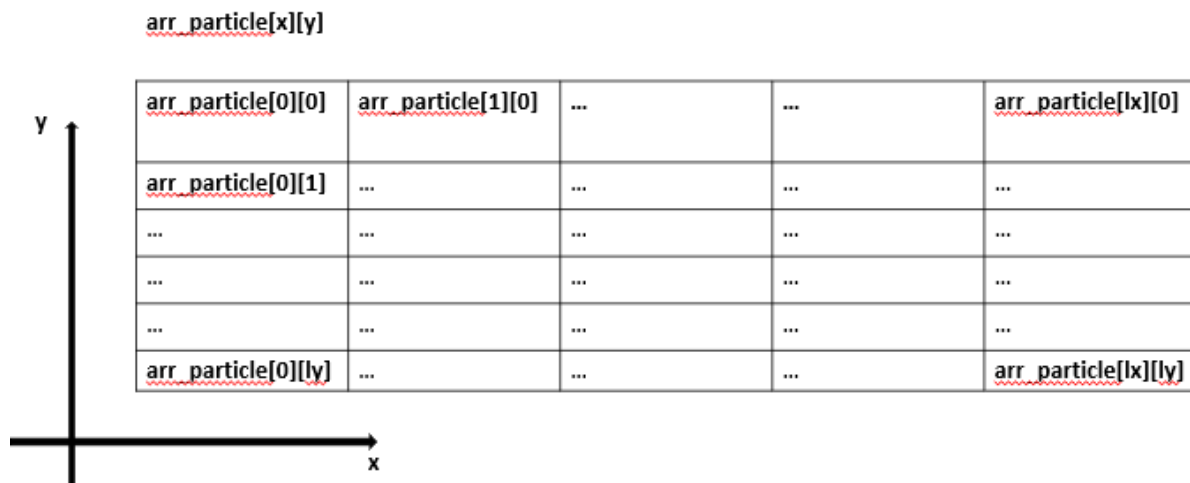 arr_particle[x][y]
arr_particle[0][0] arr_particle[1][0] ... ... arr_particle[lx][0]
y
arr_particle[0][1] ... ... ... ...
... ... ... ... ...
... ... ... ... ...
... ... ... ... ...
arr_particle[0][ly] ... ... ... arr_particle[lx][ly]
x